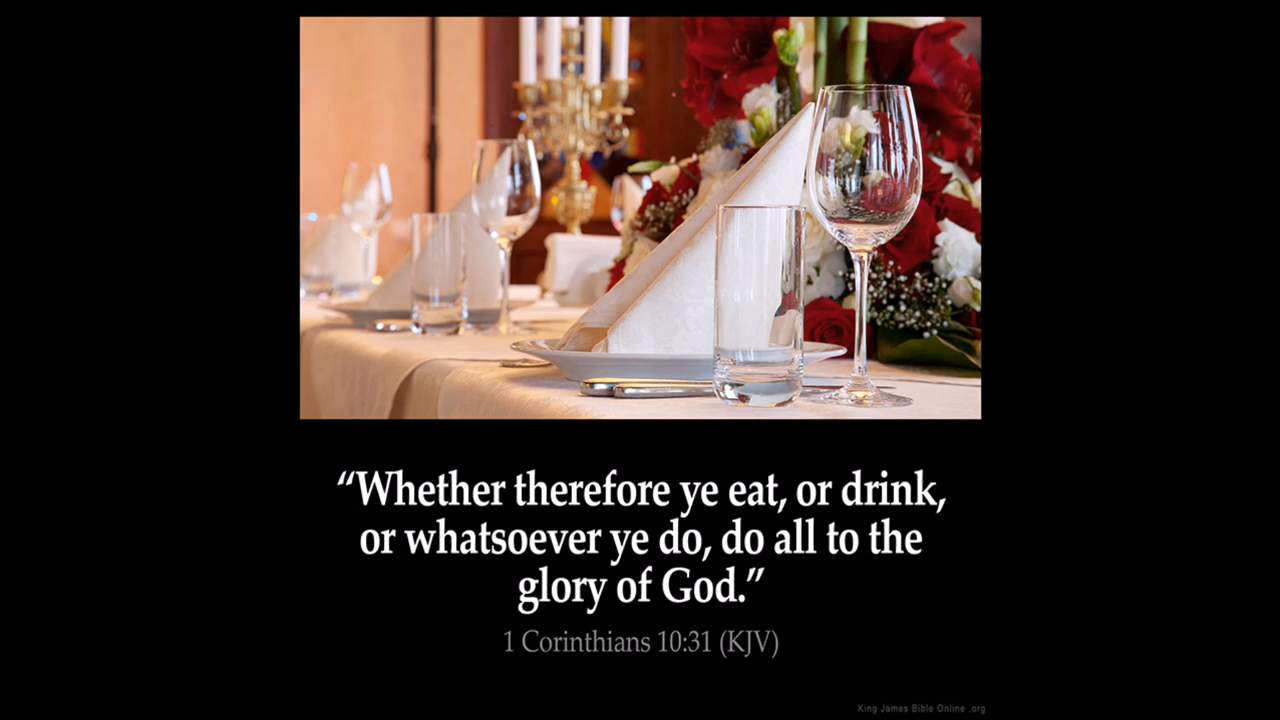 “Whether therefore ye eat, or drink,
or whatsoever ye do, do all to the
glory of God.”
1 Corinthians 10:31 (KJV)
King James Bible Online .org